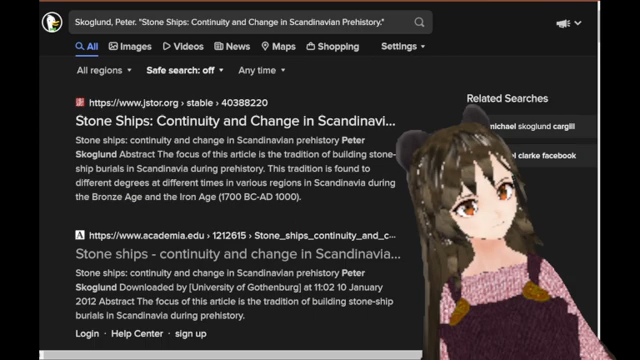 Skoglund, Peter. "Stone Ships: Continuity and Change in Scandinavian Prehistory."
All Images Videos News Maps Shopping Settings
All regions Safe search: off Any time
https://www.jstor.org › stable › 40388220
Stone Ships: Continuity and Change in Scandinavi...
Stone ships: continuity and change in Scandinavian prehistory Peter
Skoglund Abstract The focus of this article is the tradition of building stone-
ship burials in Scandinavia during prehistory. This tradition is found to
different degrees at different times in various regions in Scandinavia during
the Bronze Age and the Iron Age (1700 BC-AD 1000).
A https://www.academia.edu › 1212615 › Stone_ships_continuity_and_c...
Stone ships - continuity and change in Scandinavia...
Stone ships: continuity and change in Scandinavian prehistory Peter
Skoglund Downloaded by [University of Gothenburg] at 11:02 10 January
2012 Abstract The focus of this article is the tradition of building stone-ship
burials in Scandinavia during prehistory.
Login · Help Center · sign up
Related Searches
michael skoglund cargill
clarke facebook